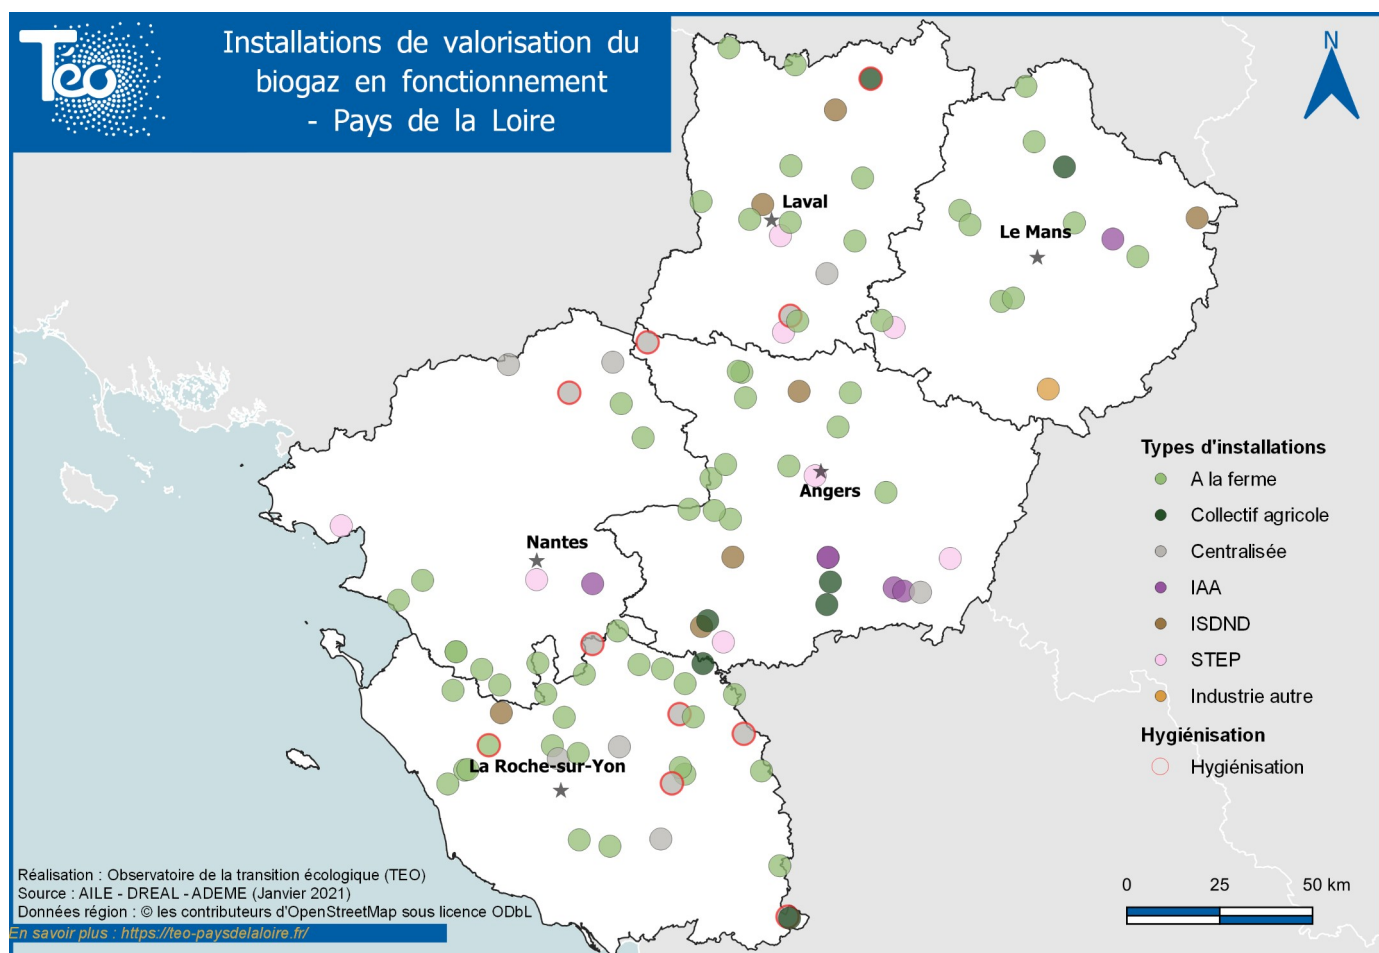 Téo
Installations de valorisation du
biogaz en fonctionnement
- Pays de la Loire
N
Laval
Le Mans
Angers
Nantes
La Roche-sur-Yon
Types d'installations
A la ferme
Collectif agricole
Centralisée
IAA
ISDND
STEP
Industrie autre
Hygiénisation
Hygiénisation
0 25 50 km
Réalisation : Observatoire de la transition écologique (TEO)
Source : AILE - DREAL - ADEME (Janvier 2021)
Données région : © les contributeurs d'OpenStreetMap sous licence ODbL
En savoir plus : https://teo-paysdelaloire.fr/